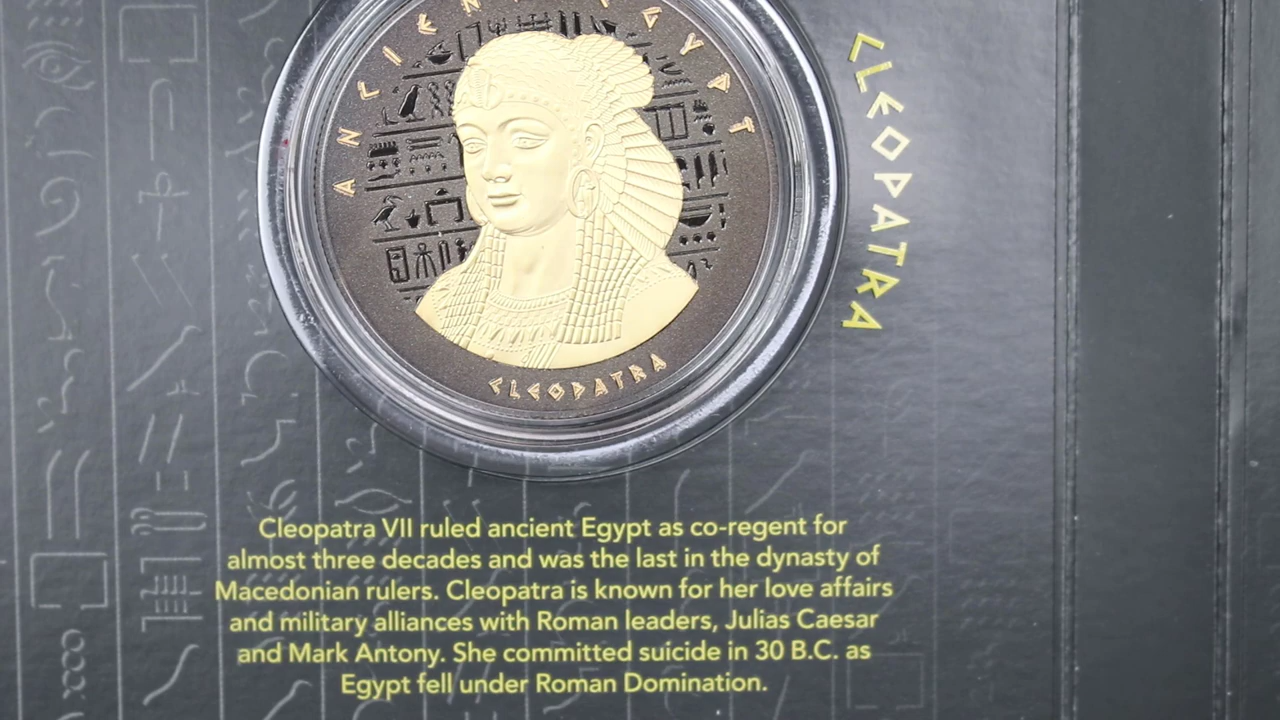 ANCIENT EGYPT
CLEOPATRA
CLEOPATRA
Cleopatra VII ruled ancient Egypt as co-regent for
almost three decades and was the last in the dynasty of
Macedonian rulers. Cleopatra is known for her love affairs
and military alliances with Roman leaders, Julias Caesar
and Mark Antony. She committed suicide in 30 B.C. as
Egypt fell under Roman Domination.